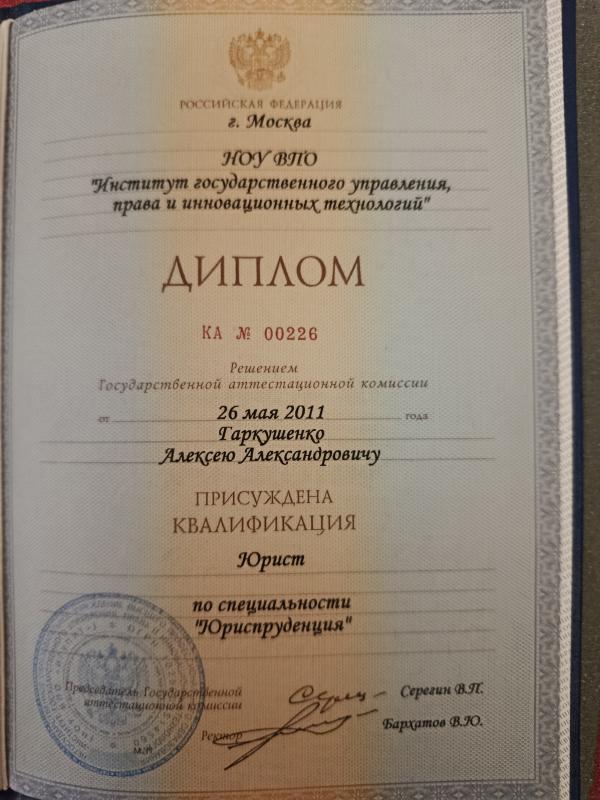 РОССИЙСКАЯ ФЕДЕРАЦИЯ
г. Москва
НОУ ВПО
"Институт государственного управления,
права и инновационных технологий"
ДИПЛОМ
КА № 00226
Решением
Государственной аттестационной комиссии
от 26 мая 2011 года
Гаркушенко
Алексею Александровичу
ПРИСУЖДЕНА
КВАЛИФИКАЦИЯ
Юрист
по специальности
"Юриспруденция"
Председатель Государственной
аттестационной комиссии
Серегин В.П.
Ректор
Бархатов В.Ю.
М.П.